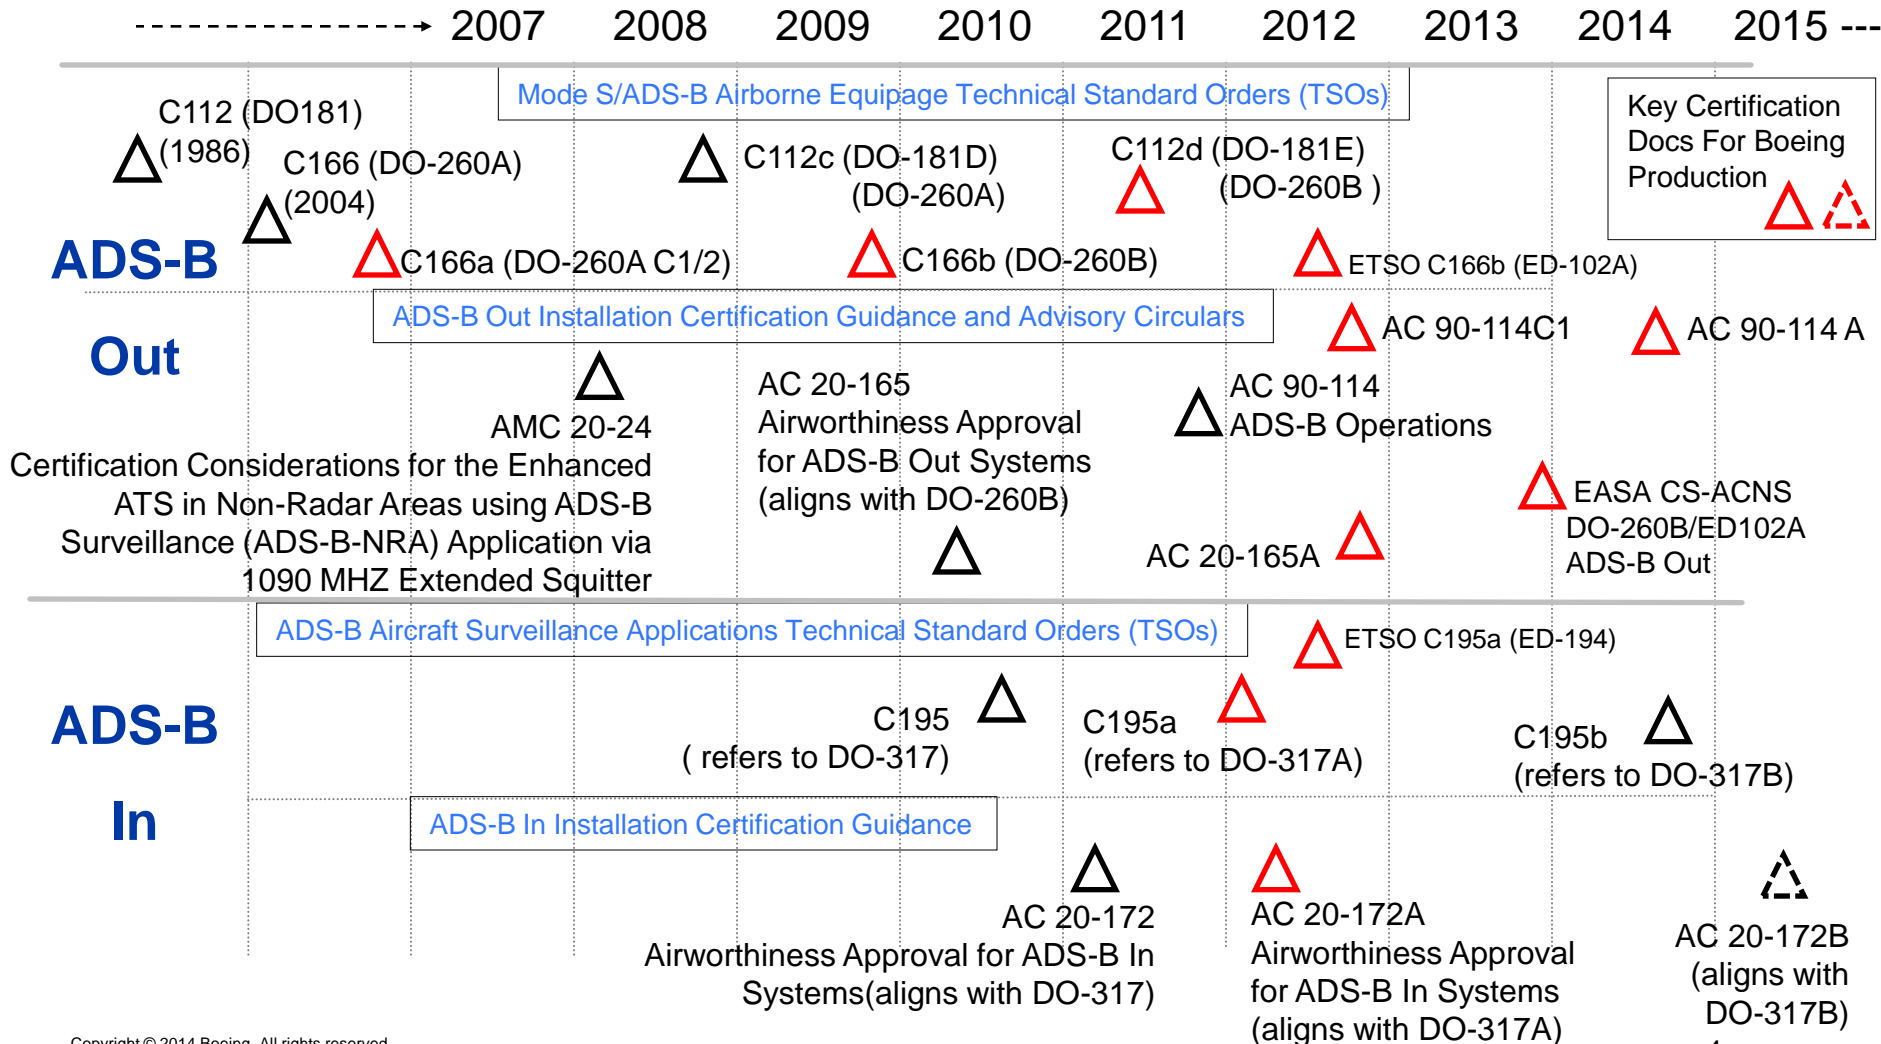 2007 2008 2009 2010 2011 2012 2013 2014 2015 ---
Mode S/ADS-B Airborne Equipage Technical Standard Orders (TSOs)
Key Certification
Docs For Boeing
Production
C112 (DO181)
(1986)
C166 (DO-260A)
(2004)
C112c (DO-181D)
(DO-260A)
C112d (DO-181E)
(DO-260B )
ADS-B
Out
C166a (DO-260A C1/2)
C166b (DO-260B)
ETSO C166b (ED-102A)
ADS-B Out Installation Certification Guidance and Advisory Circulars
AC 90-114C1
AC 90-114 A
AMC 20-24
Certification Considerations for the Enhanced
ATS in Non-Radar Areas using ADS-B
Surveillance (ADS-B-NRA) Application via
1090 MHZ Extended Squitter
AC 20-165
Airworthiness Approval
for ADS-B Out Systems
(aligns with DO-260B)
AC 90-114
ADS-B Operations
AC 20-165A
EASA CS-ACNS
DO-260B/ED102A
ADS-B Out
ADS-B Aircraft Surveillance Applications Technical Standard Orders (TSOs)
ETSO C195a (ED-194)
ADS-B
In
C195
( refers to DO-317)
C195a
(refers to DO-317A)
C195b
(refers to DO-317B)
ADS-B In Installation Certification Guidance
AC 20-172
Airworthiness Approval for ADS-B In
Systems(aligns with DO-317)
AC 20-172A
Airworthiness Approval
for ADS-B In Systems
(aligns with DO-317A)
AC 20-172B
(aligns with
DO-317B)
Copyright © 2014 Boeing. All rights reserved.